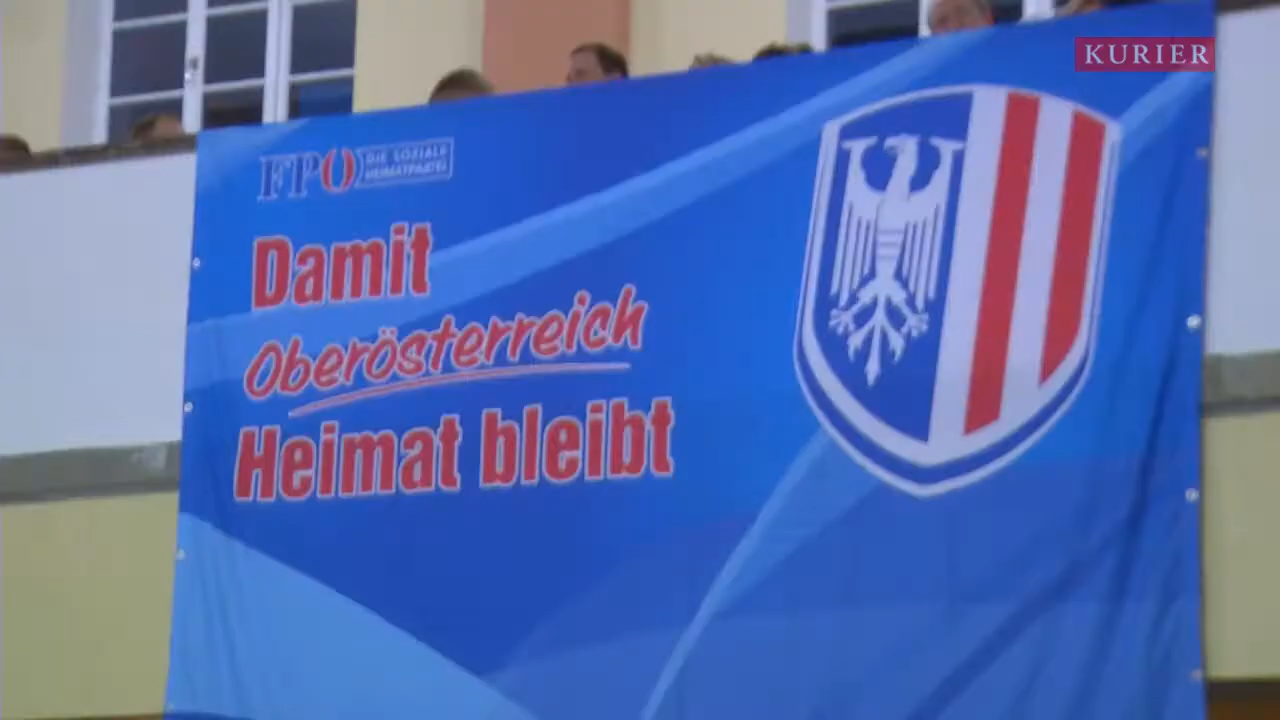 KURIER
FPÖ DIE SOZIALE
HEIMATPARTEI
Damit
Oberösterreich
Heimat bleibt